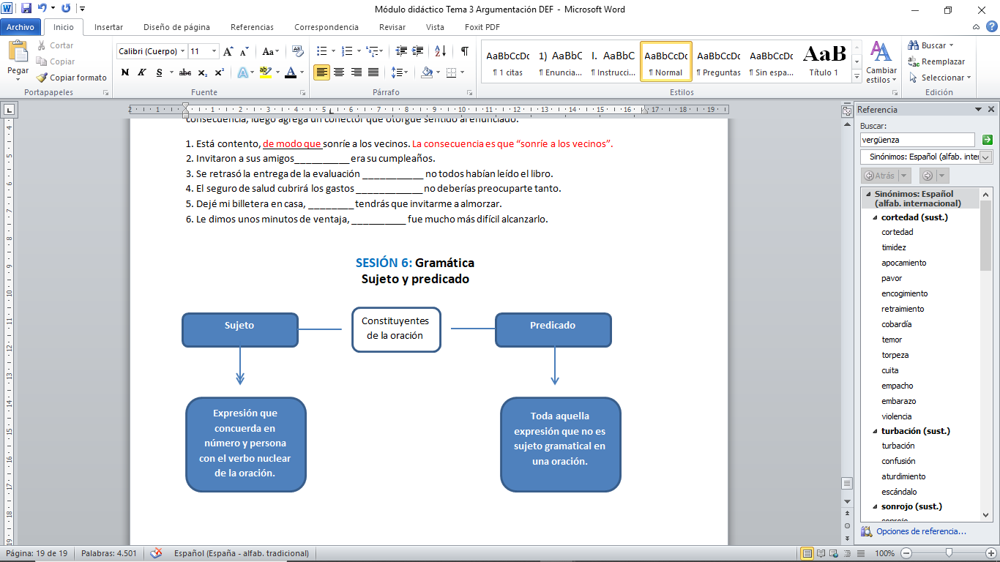 Módulo didáctico Tema 3 Argumentación DEF - Microsoft Word
Archivo Inicio Insertar Diseño de página Referencias Correspondencia Revisar Vista Foxit PDF
Pegar
Cortar
Copiar
Copiar formato
Portapapeles
Calibri (Cuerpo) 11
N K S abc x₂ x²
Fuente
Párrafo
AaBbCcDc 1) AaBbC I. AaBbC AaBbCcDc AaBbCcDc AaBbCcDc AaB
¶ 1 citas ¶ Enuncia... ¶ Instrucci... ¶ Normal ¶ Preguntas ¶ Sin espa... Título 1
Estilos
Cambiar estilos
Buscar
Reemplazar
Seleccionar
Edición
consecuencia, luego agrega un conector que otorgue sentido al enunciado.
1. Está contento, de modo que sonríe a los vecinos. La consecuencia es que “sonríe a los vecinos”.
2. Invitaron a sus amigos___________ era su cumpleaños.
3. Se retrasó la entrega de la evaluación ____________ no todos habían leído el libro.
4. El seguro de salud cubrirá los gastos _____________ no deberías preocuparte tanto.
5. Dejé mi billetera en casa, _________ tendrás que invitarme a almorzar.
6. Le dimos unos minutos de ventaja, ___________ fue mucho más difícil alcanzarlo.
SESIÓN 6: Gramática
Sujeto y predicado
Sujeto
Constituyentes
de la oración
Predicado
Expresión que
concuerda en
número y persona
con el verbo nuclear
de la oración.
Toda aquella
expresión que no es
sujeto gramatical en
una oración.
Referencia
Buscar:
vergüenza
Sinónimos: Español (alfab. inter
Atrás
Sinónimos: Español
(alfab. internacional)
cortedad (sust.)
cortedad
timidez
apocamiento
pavor
encogimiento
retraimiento
cobardía
temor
torpeza
cuita
empacho
embarazo
violencia
turbación (sust.)
turbación
confusión
aturdimiento
escándalo
sonrojo (sust.)
sonrojo
Opciones de referencia...
Página: 19 de 19 Palabras: 4.501 Español (España - alfab. tradicional) 100%